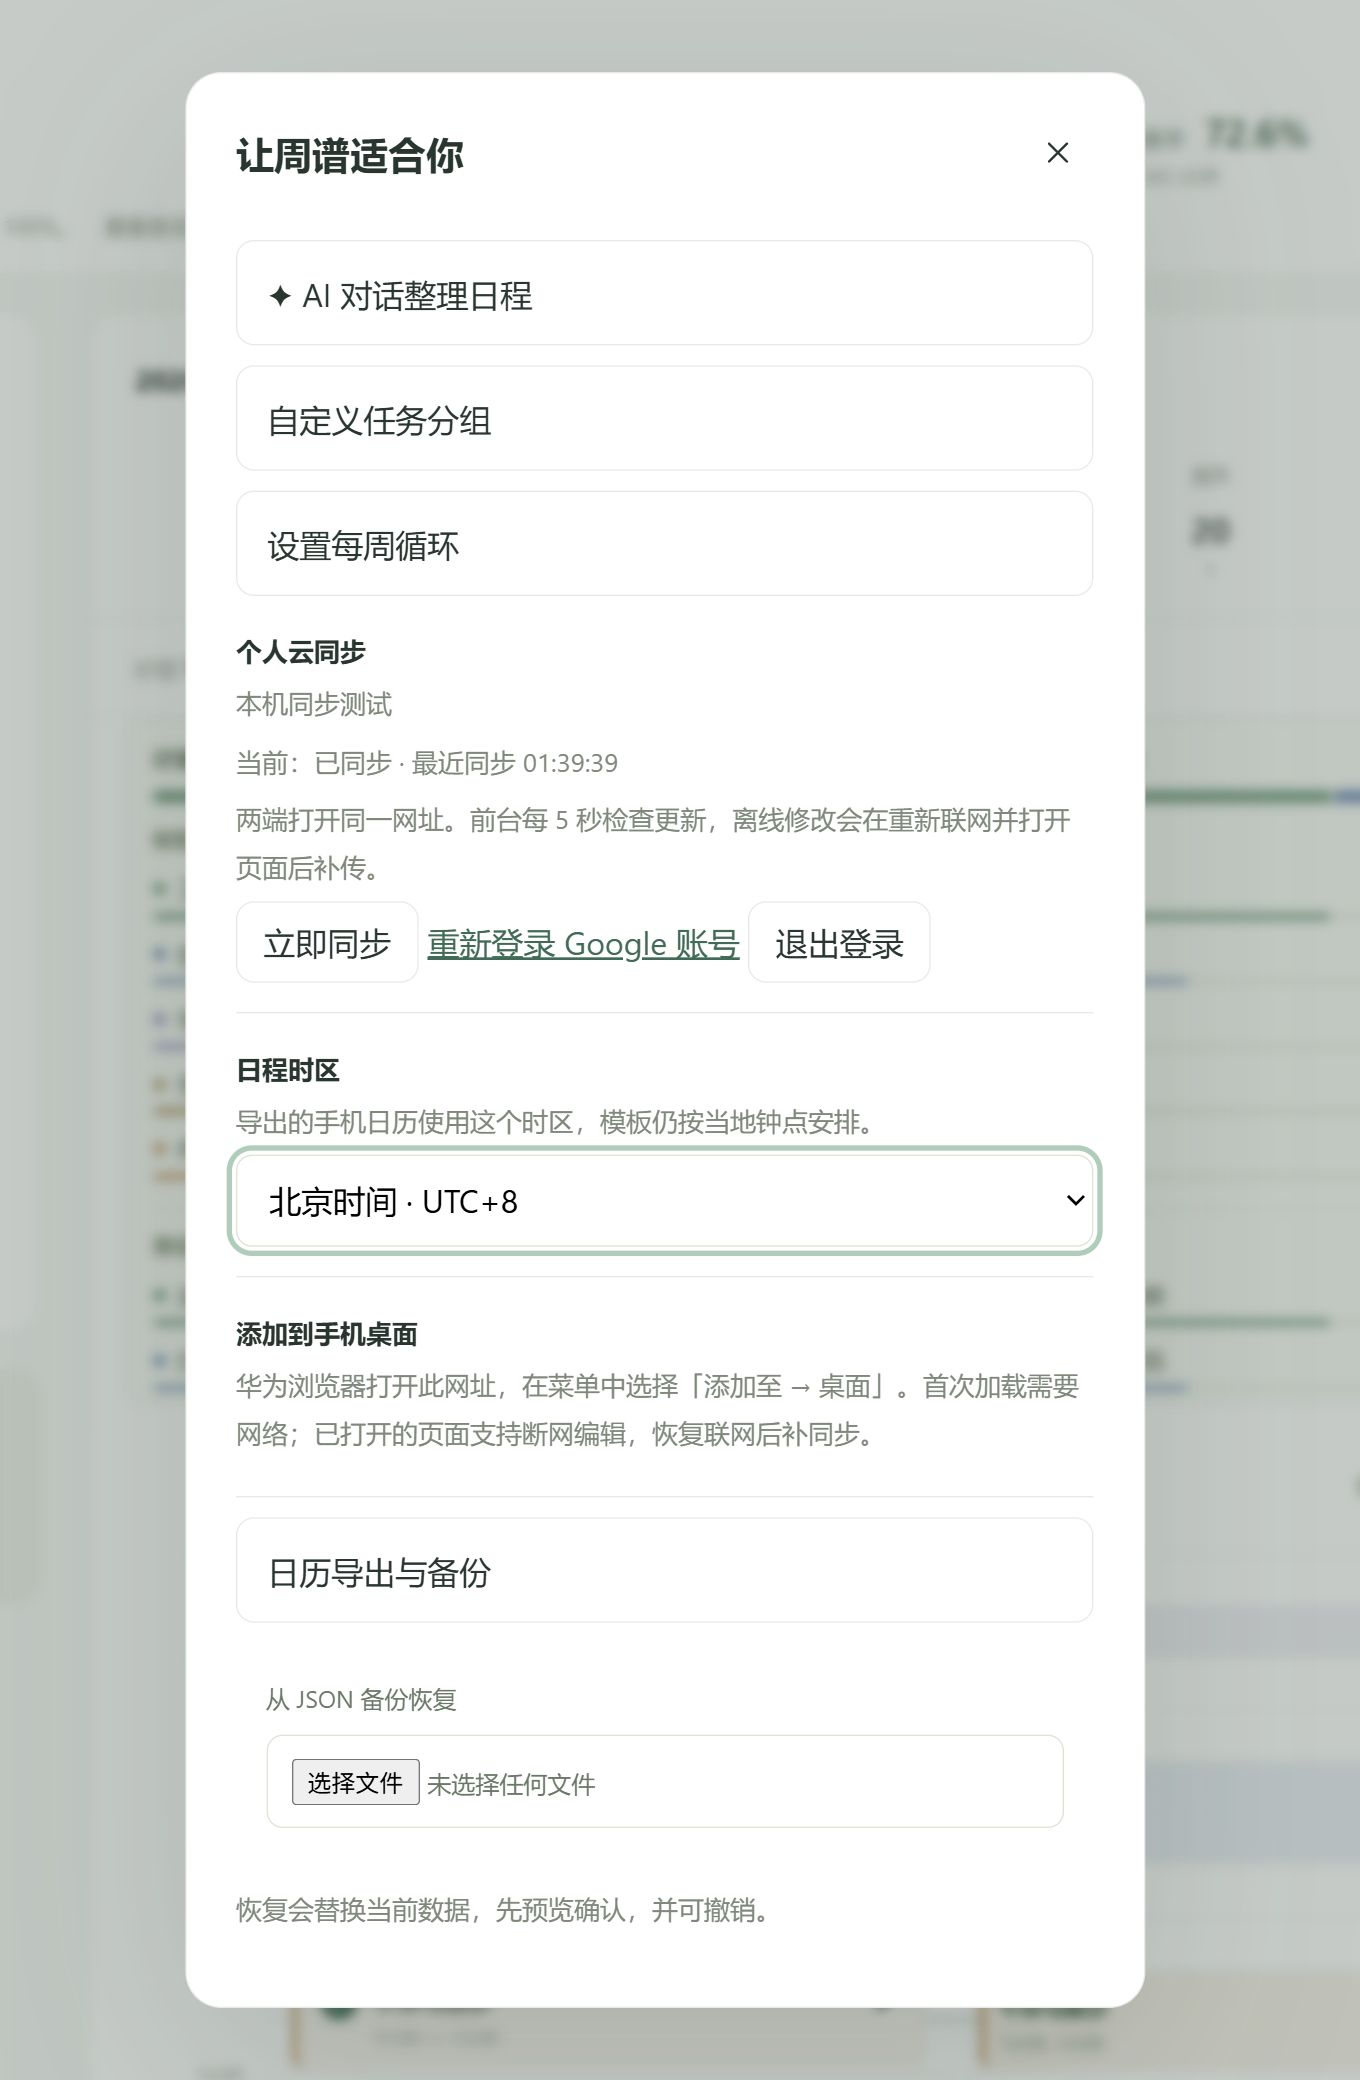 让周谱适合你
72.6%
✦ AI 对话整理日程
自定义任务分组
设置每周循环
20
个人云同步
本机同步测试
当前：已同步 · 最近同步 01:39:39
两端打开同一网址。前台每 5 秒检查更新，离线修改会在重新联网并打开
页面后补传。
立即同步 重新登录 Google 账号 退出登录
日程时区
导出的手机日历使用这个时区，模板仍按当地钟点安排。
北京时间 · UTC+8
添加到手机桌面
华为浏览器打开此网址，在菜单中选择「添加至 → 桌面」。首次加载需要
网络；已打开的页面支持断网编辑，恢复联网后补同步。
日历导出与备份
从 JSON 备份恢复
选择文件 未选择任何文件
恢复会替换当前数据，先预览确认，并可撤销。